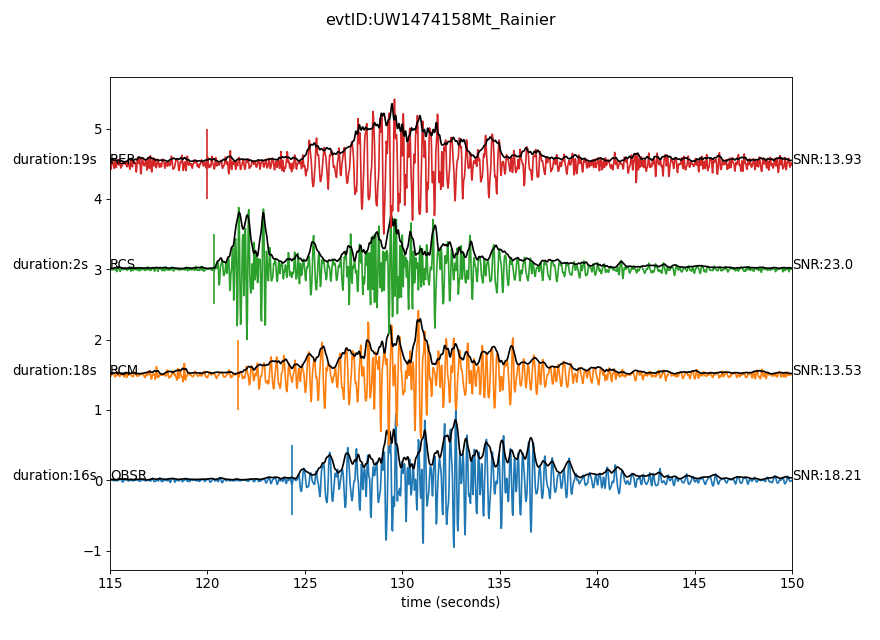 evtID:UW1474158Mt_Rainier
5
duration:19s RER SNR:13.93
4
duration:2s RCS SNR:23.0
3
2
duration:18s RCM SNR:13.53
1
duration:16s OBSR SNR:18.21
0
−1
115 120 125 130 135 140 145 150
time (seconds)